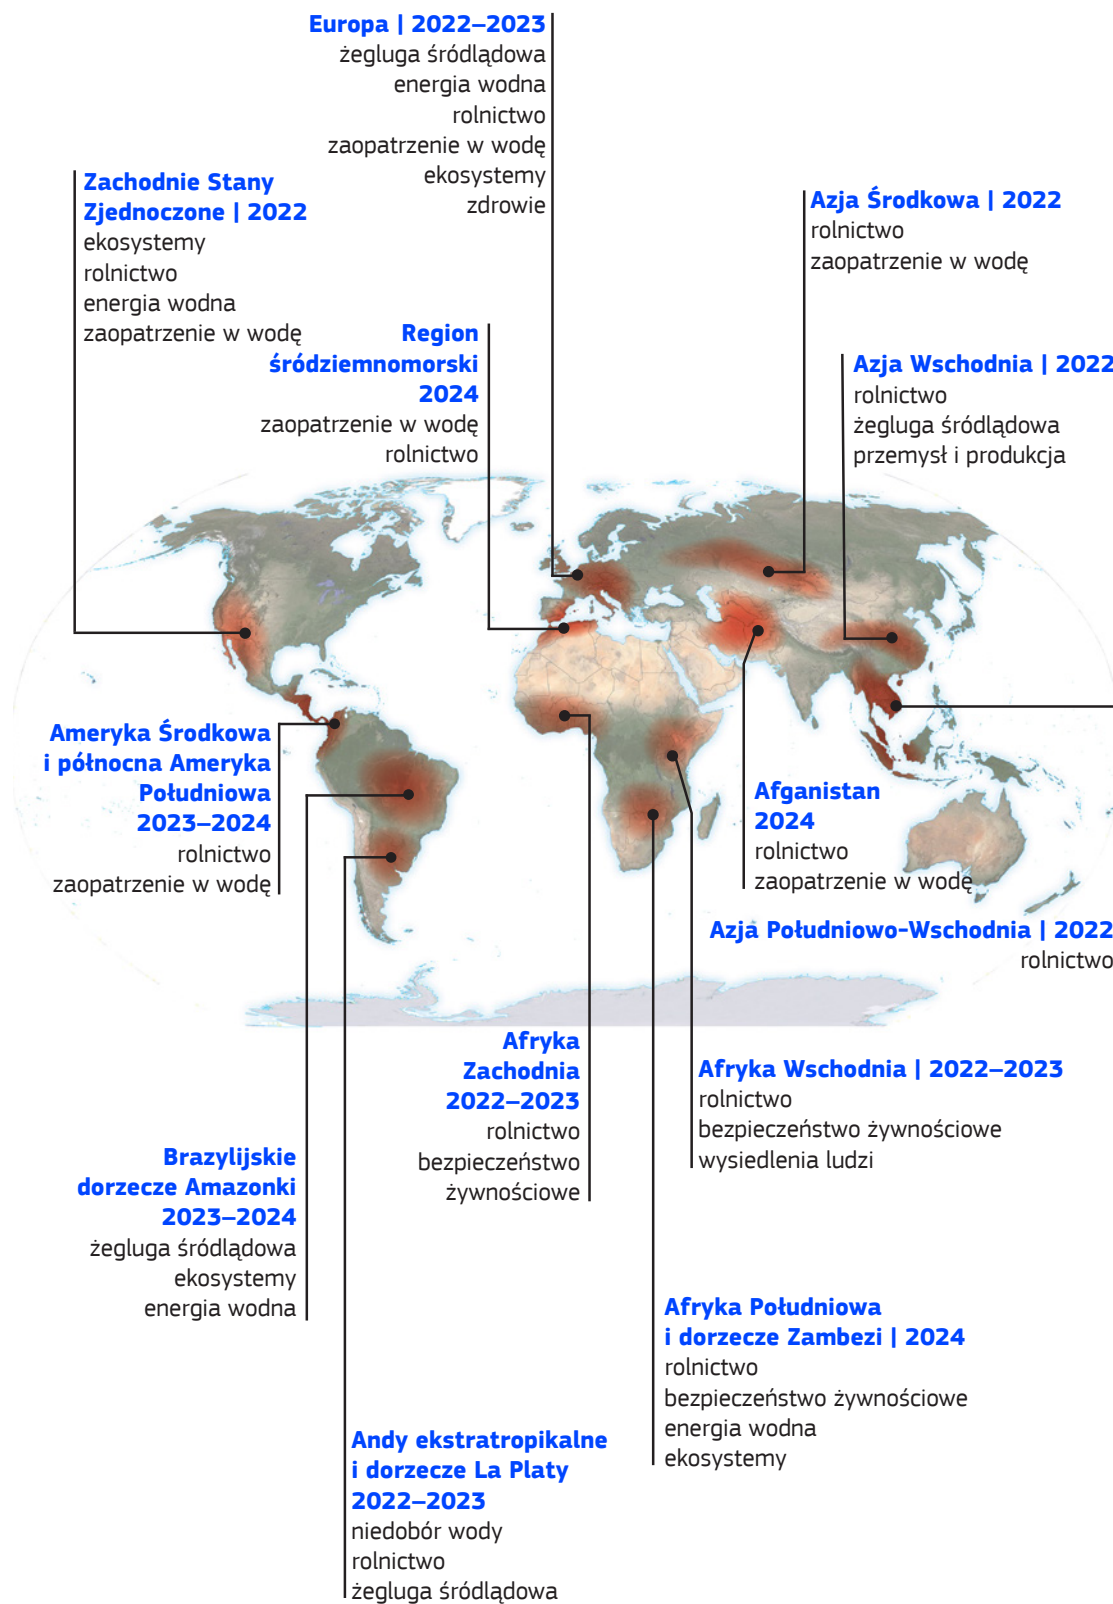 Europa | 2022–2023
żegluga śródlądowa
energia wodna
rolnictwo
zaopatrzenie w wodę
ekosystemy
zdrowie
Zachodnie Stany
Zjednoczone | 2022
ekosystemy
rolnictwo
energia wodna
zaopatrzenie w wodę
Azja Środkowa | 2022
rolnictwo
zaopatrzenie w wodę
Region
śródziemnomorski
2024
zaopatrzenie w wodę
rolnictwo
Azja Wschodnia | 2022
rolnictwo
żegluga śródlądowa
przemysł i produkcja
Ameryka Środkowa
i północna Ameryka
Południowa
2023–2024
rolnictwo
zaopatrzenie w wodę
Afganistan
2024
rolnictwo
zaopatrzenie w wodę
Azja Południowo-Wschodnia | 2022
rolnictwo
Afryka
Zachodnia
2022–2023
rolnictwo
bezpieczeństwo
żywnościowe
Afryka Wschodnia | 2022–2023
rolnictwo
bezpieczeństwo żywnościowe
wysiedlenia ludzi
Brazylijskie
dorzecze Amazonki
2023–2024
żegluga śródlądowa
ekosystemy
energia wodna
Afryka Południowa
i dorzecze Zambezi | 2024
rolnictwo
bezpieczeństwo żywnościowe
energia wodna
ekosystemy
Andy ekstratropikalne
i dorzecze La Platy
2022–2023
niedobór wody
rolnictwo
żegluga śródlądowa